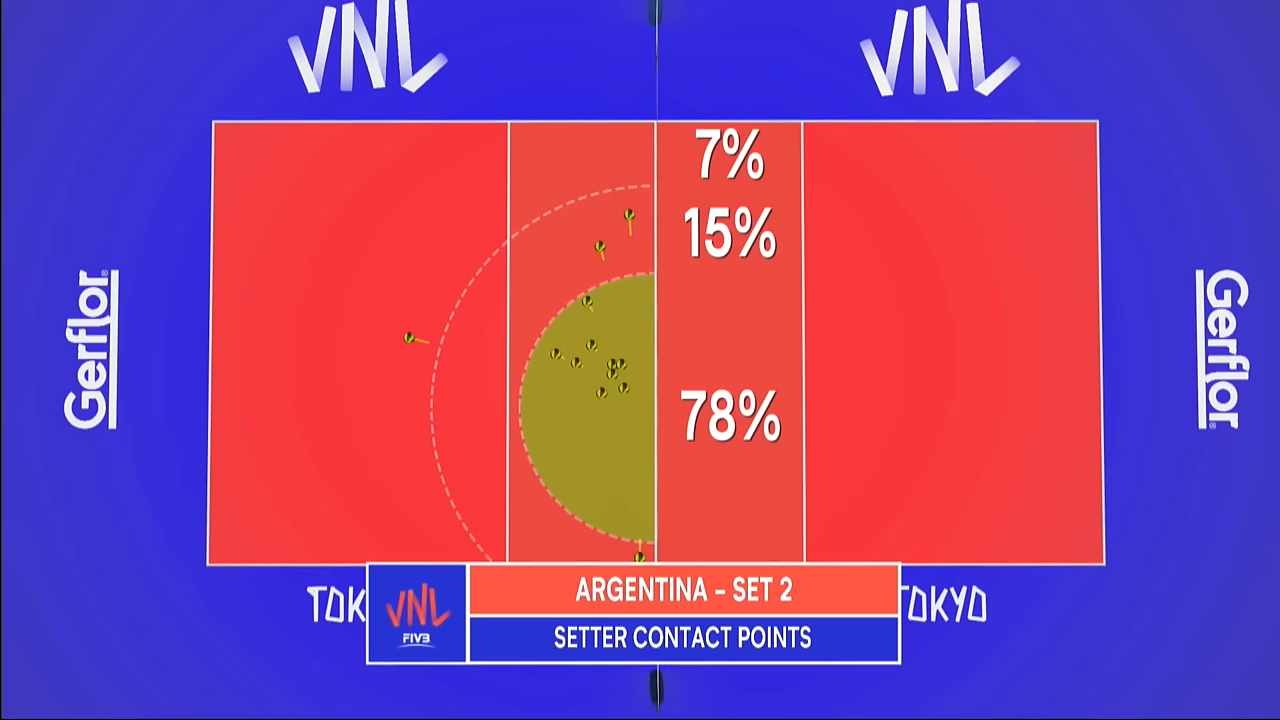 VNL
VNL
7%
15%
78%
Gerflor
Gerflor
TOK
TOKYO
VNL
FIVB
ARGENTINA – SET 2
SETTER CONTACT POINTS